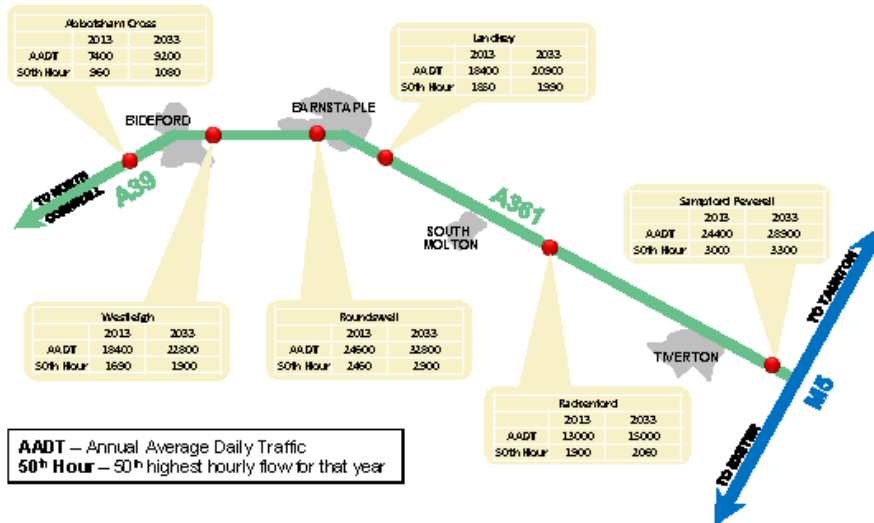 Abbotsham Cross
2013 2033
AADT 7400 9200
50th Hour 960 1080
Landkey
2013 2033
AADT 18400 20900
50th Hour 1850 1990
BIDEFORD
BARNSTAPLE
TO NORTH
CORNWALL
A39
A361
SOUTH
MOLTON
Sampford Peverell
2013 2033
AADT 24400 28900
50th Hour 3000 3300
Westleigh
2013 2033
AADT 18400 22800
50th Hour 1690 1900
Roundswell
2013 2033
AADT 24600 32800
50th Hour 2460 2900
TIVERTON
TO TAUNTON
M5
TO EXETER
Rackenford
2013 2033
AADT 13000 15000
50th Hour 1900 2060
AADT – Annual Average Daily Traffic
50th Hour – 50th highest hourly flow for that year